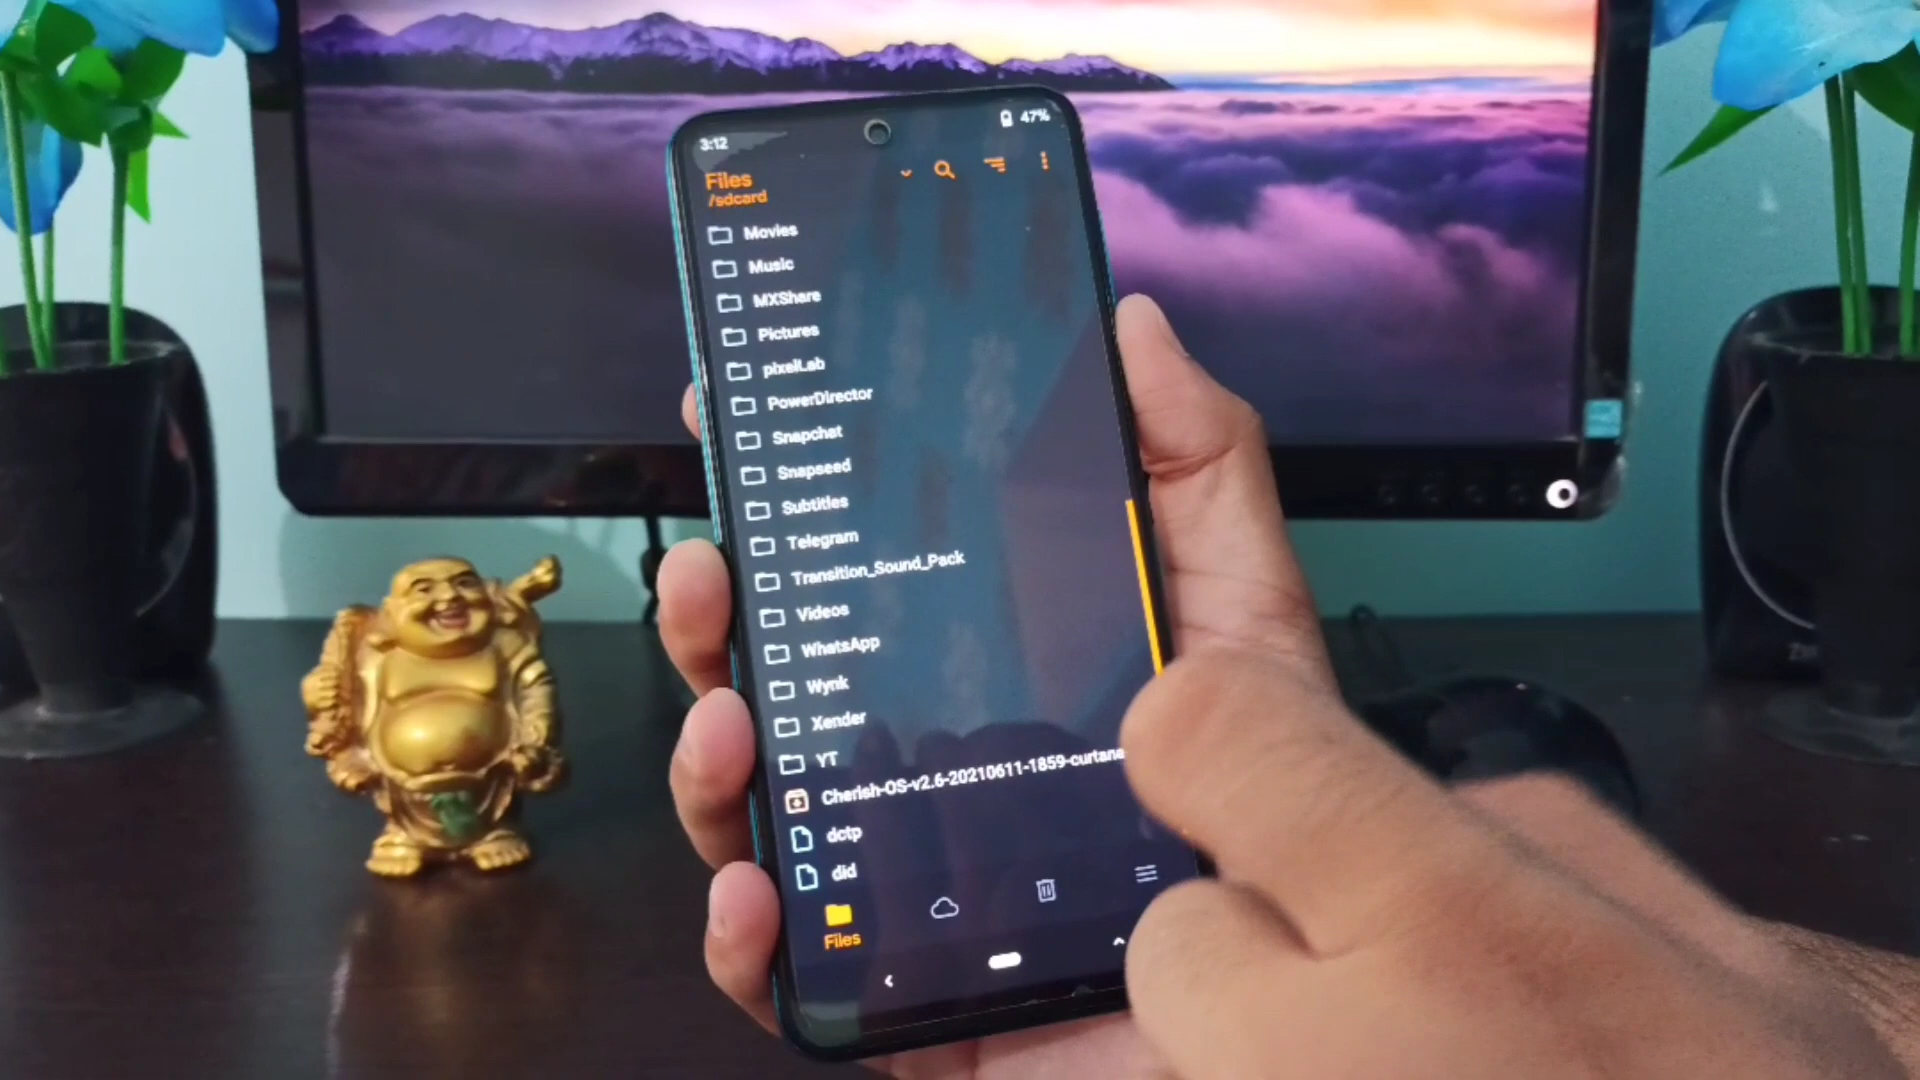 3:12
47%
Files
/sdcard
Movies
Music
MXShare
Pictures
pixelLab
PowerDirector
Snapchat
Snapseed
Subtitles
Telegram
Transition_Sound_Pack
Videos
WhatsApp
Wynk
Xender
YT
Cherish-OS-v2.6-20210611-1859-curtana
dctp
did
Files